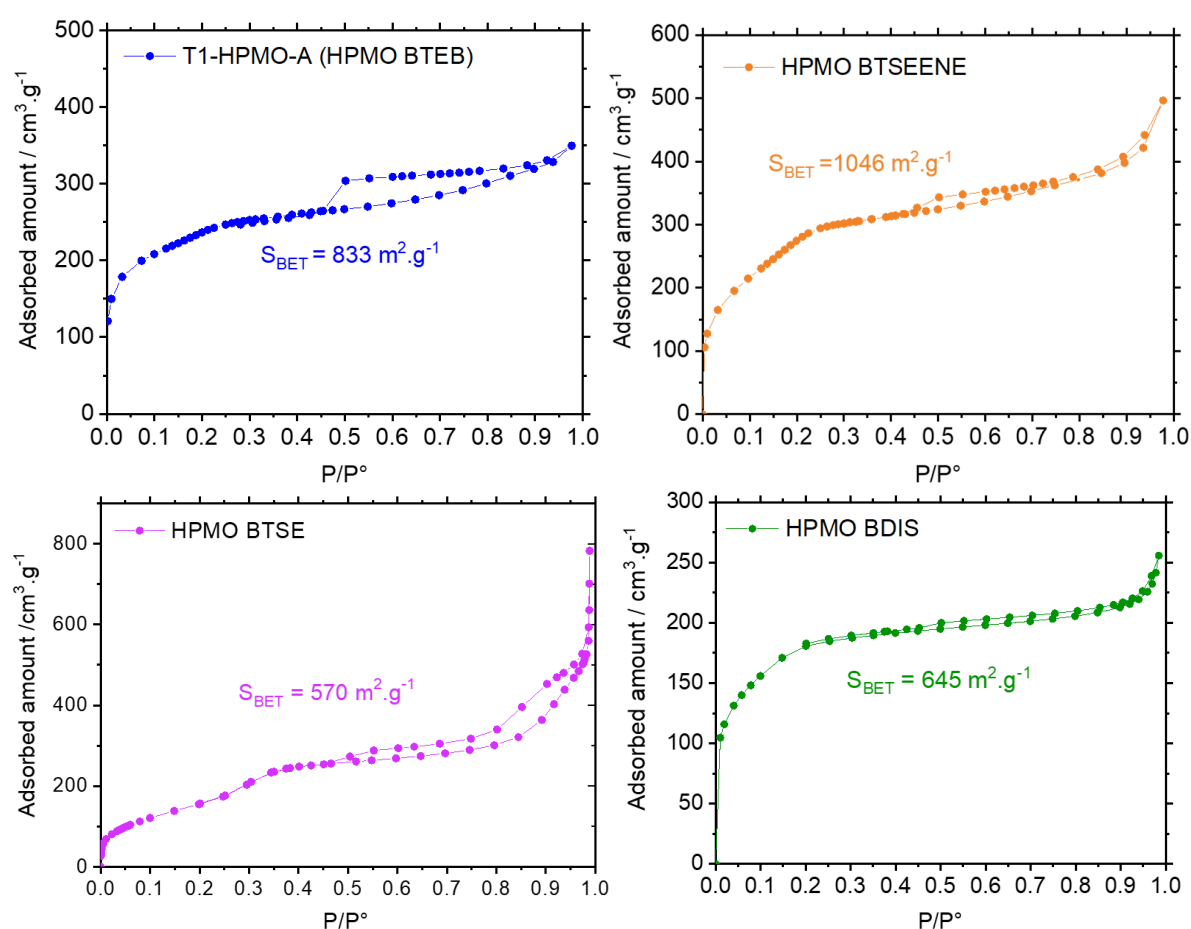 T1-HPMO-A (HPMO BTEB)
S_BET = 833 m².g⁻¹
Adsorbed amount / cm³.g⁻¹
500
400
300
200
100
0
0.0 0.1 0.2 0.3 0.4 0.5 0.6 0.7 0.8 0.9 1.0
P/P°
HPMO BTSEENE
S_BET =1046 m².g⁻¹
Adsorbed amount / cm³.g⁻¹
600
500
400
300
200
100
0
0.0 0.1 0.2 0.3 0.4 0.5 0.6 0.7 0.8 0.9 1.0
P/P°
HPMO BTSE
S_BET = 570 m².g⁻¹
Adsorbed amount /cm³.g⁻¹
800
600
400
200
0
0.0 0.1 0.2 0.3 0.4 0.5 0.6 0.7 0.8 0.9 1.0
P/P°
HPMO BDIS
S_BET = 645 m².g⁻¹
Adsorbed amount / cm³.g⁻¹
300
250
200
150
100
50
0
0.0 0.1 0.2 0.3 0.4 0.5 0.6 0.7 0.8 0.9 1.0
P/P°